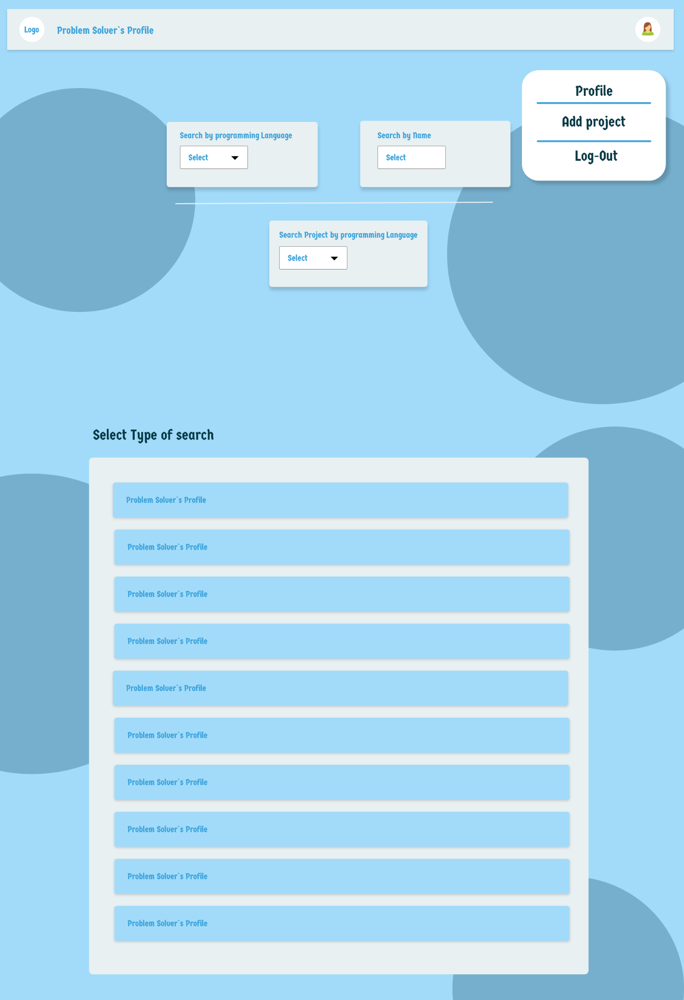 Logo
Problem Solver`s Profile
Profile
Add project
Log-Out
Search by programming Language
Select
Search by Name
Select
Search Project by programming Language
Select
Select Type of search
Problem Solver`s Profile
Problem Solver`s Profile
Problem Solver`s Profile
Problem Solver`s Profile
Problem Solver`s Profile
Problem Solver`s Profile
Problem Solver`s Profile
Problem Solver`s Profile
Problem Solver`s Profile
Problem Solver`s Profile